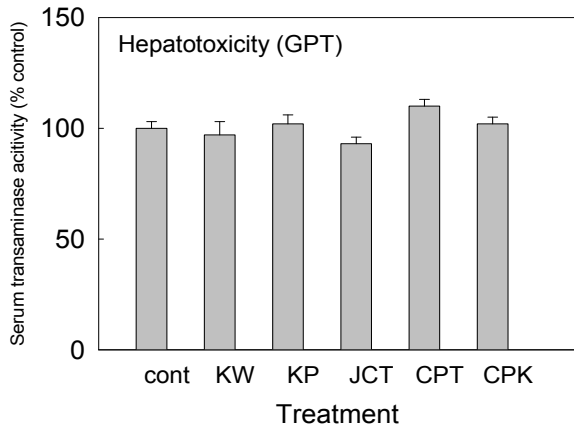 Hepatotoxicity (GPT)
Serum transaminase acitivity (% control)
150
100
50
0
cont KW KP JCT CPT CPK
Treatment